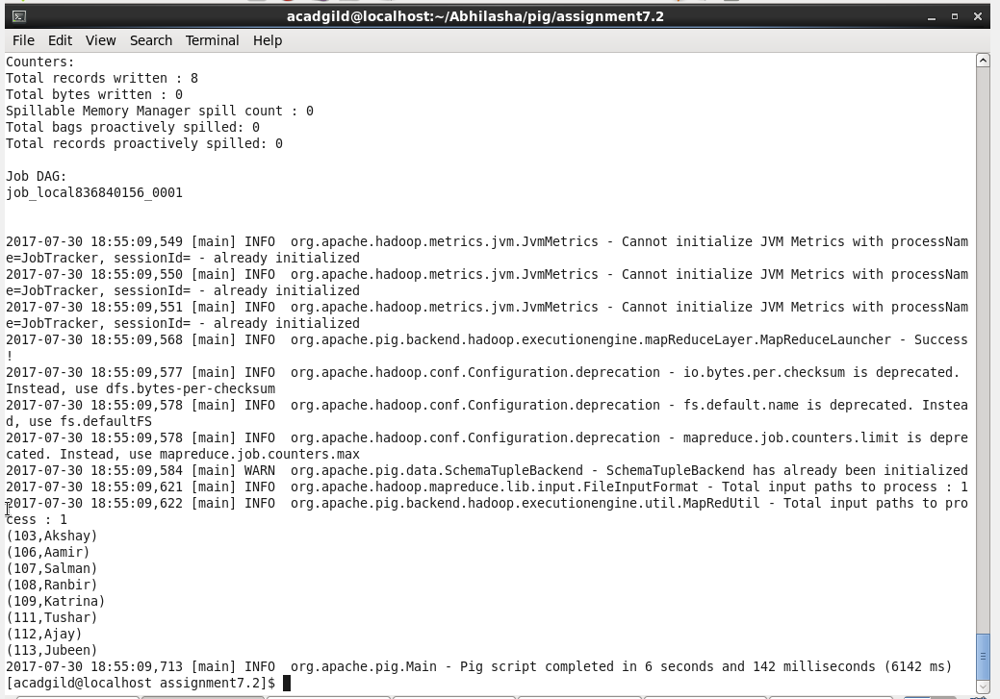 acadgild@localhost:~/Abhilasha/pig/assignment7.2
File Edit View Search Terminal Help
Counters:
Total records written : 8
Total bytes written : 0
Spillable Memory Manager spill count : 0
Total bags proactively spilled: 0
Total records proactively spilled: 0
Job DAG:
job_local836840156_0001
2017-07-30 18:55:09,549 [main] INFO  org.apache.hadoop.metrics.jvm.JvmMetrics - Cannot initialize JVM Metrics with processNam
e=JobTracker, sessionId= - already initialized
2017-07-30 18:55:09,550 [main] INFO  org.apache.hadoop.metrics.jvm.JvmMetrics - Cannot initialize JVM Metrics with processNam
e=JobTracker, sessionId= - already initialized
2017-07-30 18:55:09,551 [main] INFO  org.apache.hadoop.metrics.jvm.JvmMetrics - Cannot initialize JVM Metrics with processNam
e=JobTracker, sessionId= - already initialized
2017-07-30 18:55:09,568 [main] INFO  org.apache.pig.backend.hadoop.executionengine.mapReduceLayer.MapReduceLauncher - Success
!
2017-07-30 18:55:09,577 [main] INFO  org.apache.hadoop.conf.Configuration.deprecation - io.bytes.per.checksum is deprecated.
Instead, use dfs.bytes-per-checksum
2017-07-30 18:55:09,578 [main] INFO  org.apache.hadoop.conf.Configuration.deprecation - fs.default.name is deprecated. Instea
d, use fs.defaultFS
2017-07-30 18:55:09,578 [main] INFO  org.apache.hadoop.conf.Configuration.deprecation - mapreduce.job.counters.limit is depre
cated. Instead, use mapreduce.job.counters.max
2017-07-30 18:55:09,584 [main] WARN  org.apache.pig.data.SchemaTupleBackend - SchemaTupleBackend has already been initialized
2017-07-30 18:55:09,621 [main] INFO  org.apache.hadoop.mapreduce.lib.input.FileInputFormat - Total input paths to process : 1
2017-07-30 18:55:09,622 [main] INFO  org.apache.pig.backend.hadoop.executionengine.util.MapRedUtil - Total input paths to pro
cess : 1
(103,Akshay)
(106,Aamir)
(107,Salman)
(108,Ranbir)
(109,Katrina)
(111,Tushar)
(112,Ajay)
(113,Jubeen)
2017-07-30 18:55:09,713 [main] INFO  org.apache.pig.Main - Pig script completed in 6 seconds and 142 milliseconds (6142 ms)
[acadgild@localhost assignment7.2]$